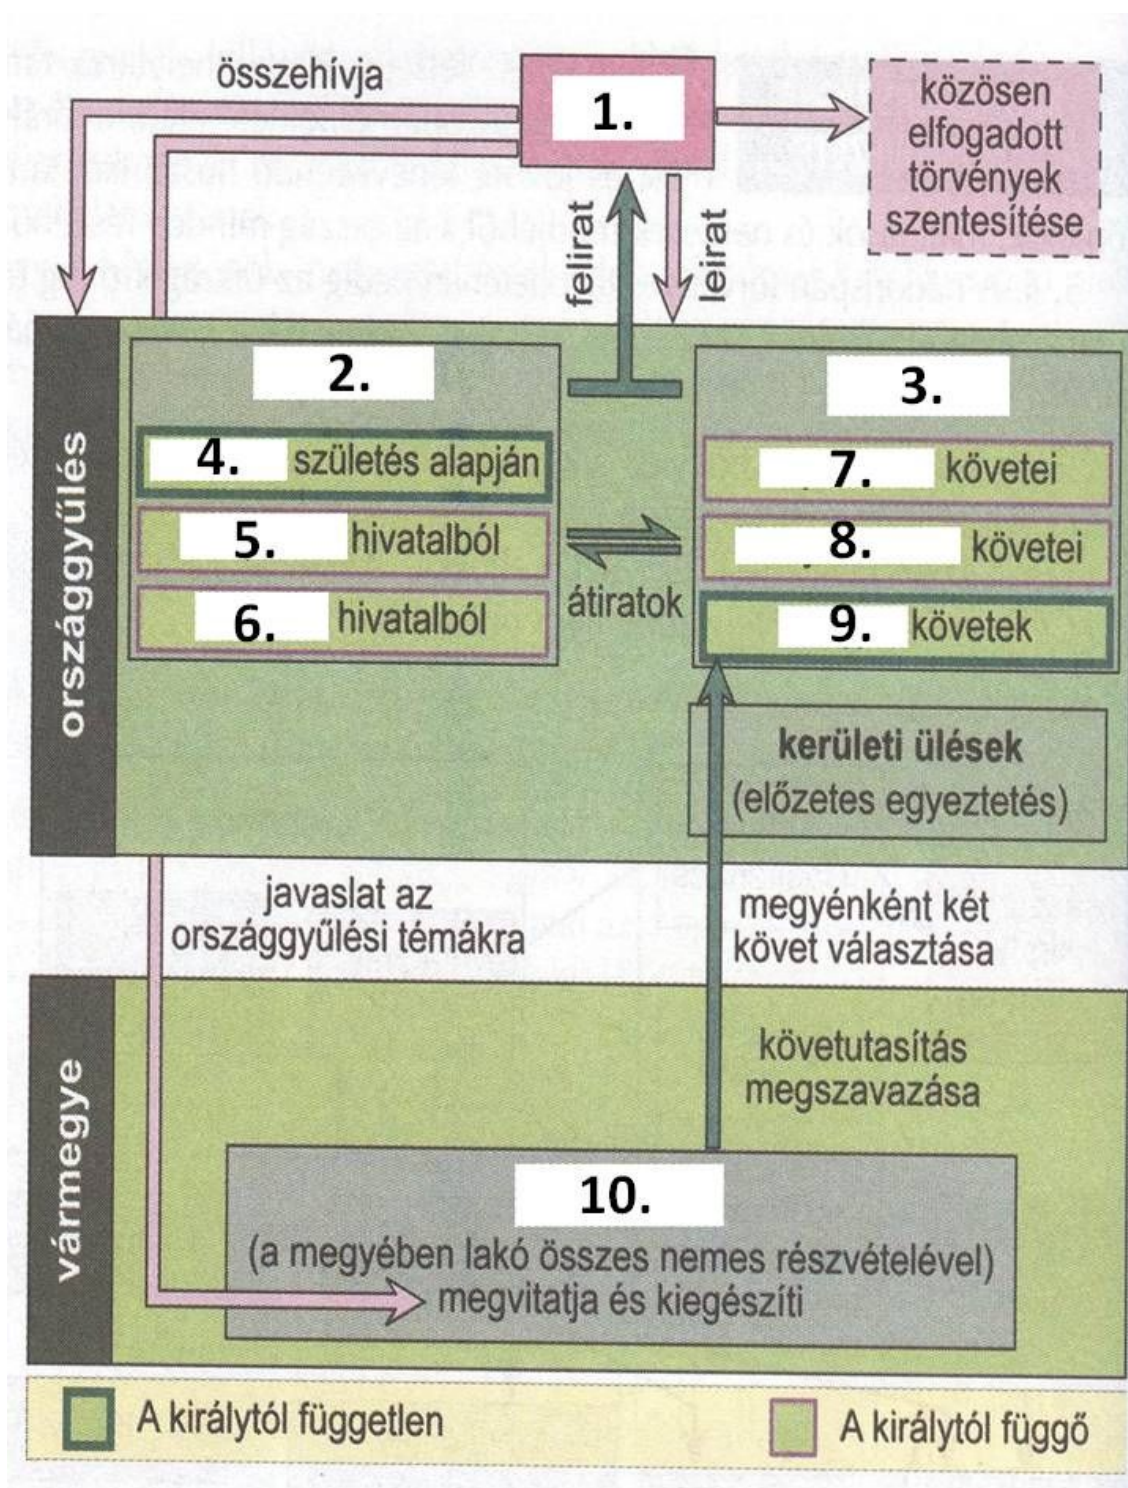 összehívja
1.
közösen
elfogadott
törvények
szentesítése
felirat
leirat
országgyűlés
2.
3.
4. születés alapján
5. hivatalból
6. hivatalból
átiratok
7. követei
8. követei
9. követek
kerületi ülések
(előzetes egyeztetés)
javaslat az
országgyűlési témákra
megyénként két
követ választása
követutasítás
megszavazása
vármegye
10.
(a megyében lakó összes nemes részvételével)
megvitatja és kiegészíti
A királytól független
A királytól függő